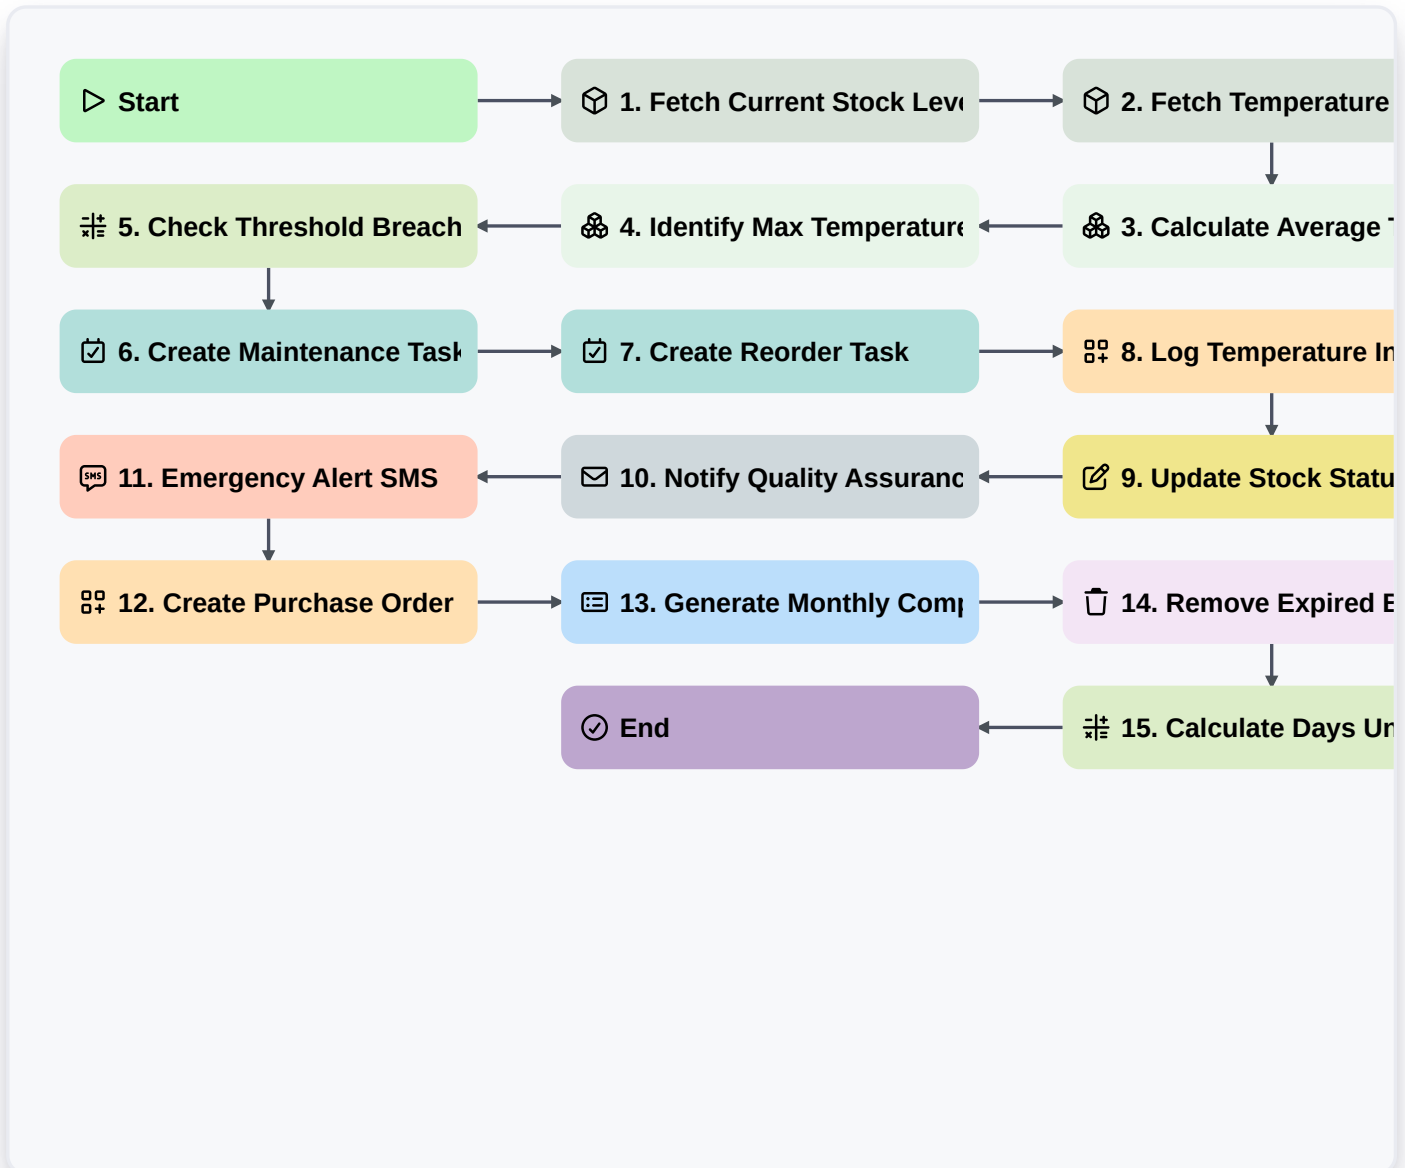 Start
1. Fetch Current Stock Leve
2. Fetch Temperature
5. Check Threshold Breach
4. Identify Max Temperature
3. Calculate Average T
6. Create Maintenance Task
7. Create Reorder Task
8. Log Temperature In
SMS
11. Emergency Alert SMS
10. Notify Quality Assuranc
9. Update Stock Statu
12. Create Purchase Order
13. Generate Monthly Comp
14. Remove Expired E
End
15. Calculate Days Un